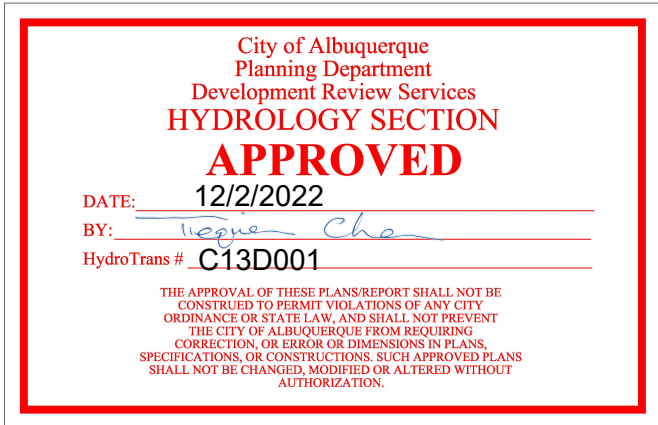 City of Albuquerque
Planning Department
Development Review Services
HYDROLOGY SECTION
APPROVED
DATE: 12/2/2022
BY:
HydroTrans # C13D001
THE APPROVAL OF THESE PLANS/REPORT SHALL NOT BE
CONSTRUED TO PERMIT VIOLATIONS OF ANY CITY
ORDINANCE OR STATE LAW, AND SHALL NOT PREVENT
THE CITY OF ALBUQUERQUE FROM REQUIRING
CORRECTION, OR ERROR OR DIMENSIONS IN PLANS,
SPECIFICATIONS, OR CONSTRUCTIONS. SUCH APPROVED PLANS
SHALL NOT BE CHANGED, MODIFIED OR ALTERED WITHOUT
AUTHORIZATION.